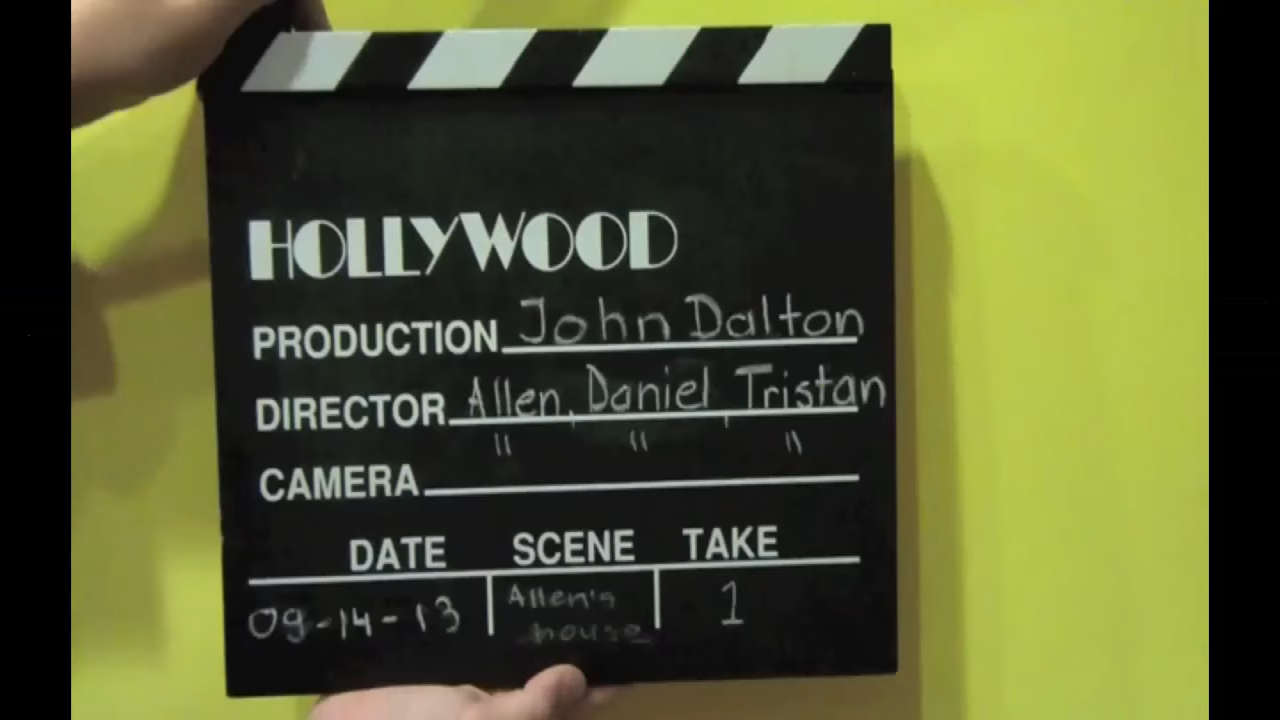 HOLLYWOOD
PRODUCTION John Dalton
DIRECTOR Allen, Daniel, Tristan
" " "
CAMERA
DATE SCENE TAKE
09-14-13 Allen's house 1